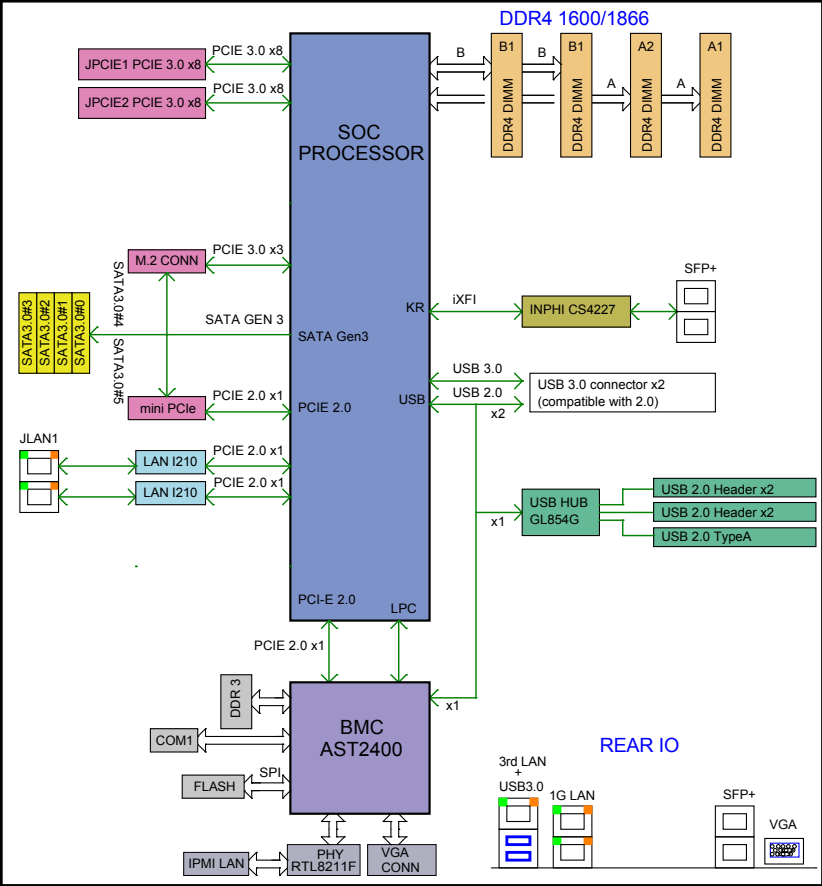 DDR4 1600/1866
JPCIE1 PCIE 3.0 x8
PCIE 3.0 x8
JPCIE2 PCIE 3.0 x8
PCIE 3.0 x8
SOC
PROCESSOR
B
B
A
A
B1
DDR4 DIMM
B1
DDR4 DIMM
A2
DDR4 DIMM
A1
DDR4 DIMM
M.2 CONN
PCIE 3.0 x3
SATA3.0#4
SATA3.0#5
SATA3.0#3
SATA3.0#2
SATA3.0#1
SATA3.0#0
SATA GEN 3
SATA Gen3
KR
iXFI
INPHI CS4227
SFP+
mini PCIe
PCIE 2.0 x1
PCIE 2.0
USB
USB 3.0
USB 2.0
x2
USB 3.0 connector x2
(compatible with 2.0)
JLAN1
LAN I210
PCIE 2.0 x1
LAN I210
PCIE 2.0 x1
x1
USB HUB
GL854G
USB 2.0 Header x2
USB 2.0 Header x2
USB 2.0 TypeA
PCI-E 2.0
LPC
PCIE 2.0 x1
x1
DDR 3
COM1
SPI
FLASH
BMC
AST2400
IPMI LAN
PHY
RTL8211F
VGA
CONN
REAR IO
3rd LAN
+
USB3.0
1G LAN
SFP+
VGA